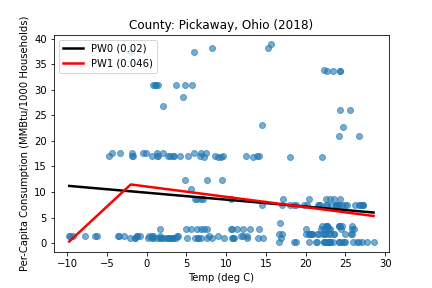 County: Pickaway, Ohio (2018)
Per-Capita Consumption (MMBtu/1000 Households)
40
35
30
25
20
15
10
5
0
PW0 (0.02)
PW1 (0.046)
−10 −5 0 5 10 15 20 25 30
Temp (deg C)